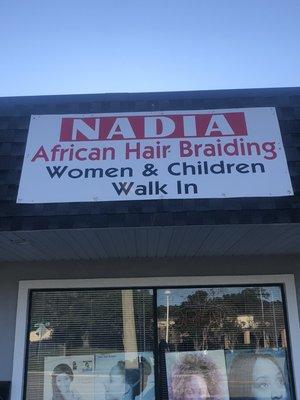 NADIA
African Hair Braiding
Women & Children
Walk In